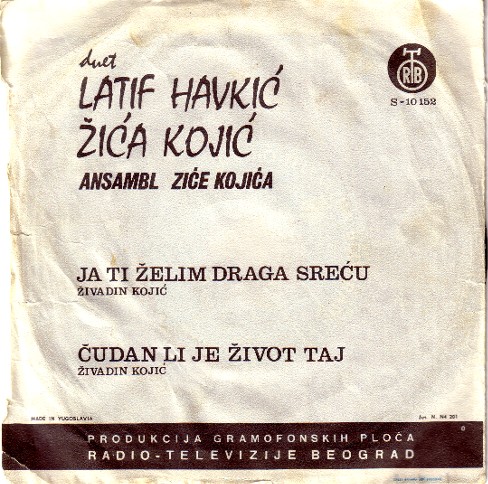 duet
LATIF HAVKIĆ
ŽIĆA KOJIĆ
ANSAMBL ZIĆE KOJIĆA
RTB
S-10152
JA TI ŽELIM DRAGA SREĆU
ŽIVADIN KOJIĆ
ČUDAN LI JE ŽIVOT TAJ
ŽIVADIN KOJIĆ
MADE IN YUGOSLAVIA
PRODUKCIJA GRAMOFONSKIH PLOČA
RADIO-TELEVIZIJE BEOGRAD